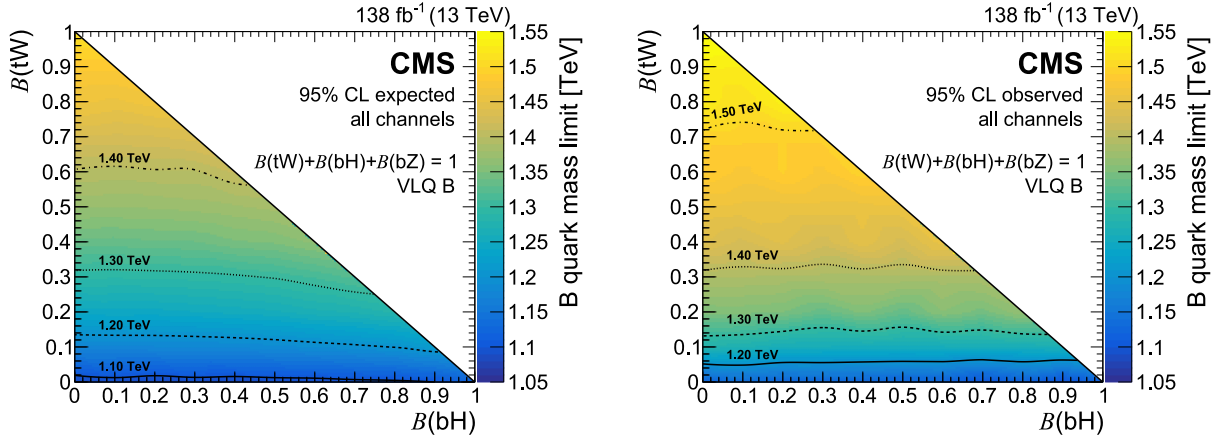 138 fb⁻¹ (13 TeV)
ℬ(tW)
1
0.9
0.8
0.7
0.6
0.5
0.4
0.3
0.2
0.1
0
CMS
95% CL expected
all channels
ℬ(tW)+ℬ(bH)+ℬ(bZ) = 1
VLQ B
1.40 TeV
1.30 TeV
1.20 TeV
1.10 TeV
0 0.1 0.2 0.3 0.4 0.5 0.6 0.7 0.8 0.9 1
ℬ(bH)
1.55
1.5
1.45
1.4
1.35
1.3
1.25
1.2
1.15
1.1
1.05
B quark mass limit [TeV]
138 fb⁻¹ (13 TeV)
ℬ(tW)
1
0.9
0.8
0.7
0.6
0.5
0.4
0.3
0.2
0.1
0
CMS
95% CL observed
all channels
ℬ(tW)+ℬ(bH)+ℬ(bZ) = 1
VLQ B
1.50 TeV
1.40 TeV
1.30 TeV
1.20 TeV
0 0.1 0.2 0.3 0.4 0.5 0.6 0.7 0.8 0.9 1
ℬ(bH)
1.55
1.5
1.45
1.4
1.35
1.3
1.25
1.2
1.15
1.1
1.05
B quark mass limit [TeV]